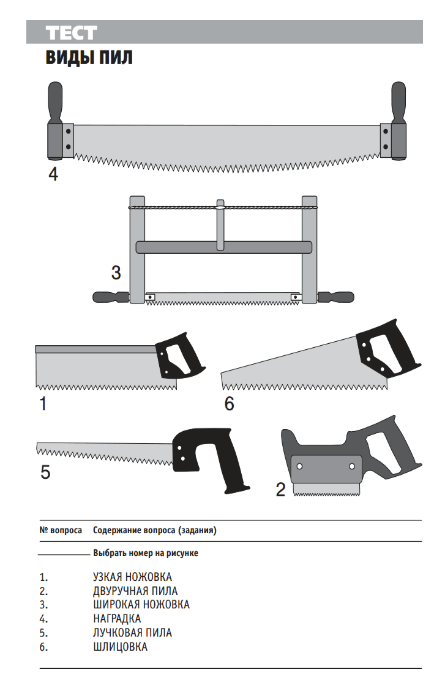 ТЕСТ
ВИДЫ ПИЛ
4
3
1
6
5
2
№ вопроса Содержание вопроса (задания)
Выбрать номер на рисунке
1. УЗКАЯ НОЖОВКА
2. ДВУРУЧНАЯ ПИЛА
3. ШИРОКАЯ НОЖОВКА
4. НАГРАДКА
5. ЛУЧКОВАЯ ПИЛА
6. ШЛИЦОВКА